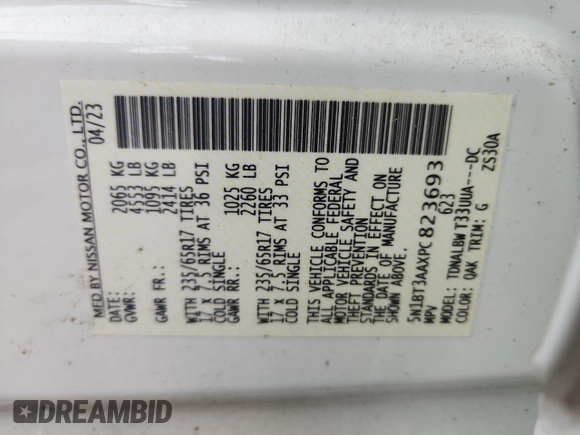 MFD BY NISSAN MOTOR CO., LTD.
DATE: 04/23
GVWR: 2065 KG
4553 LB
GAWR FR.: 1095 KG
2414 LB
WITH 235/65R17 TIRES
17 X 7.5 RIMS AT 36 PSI
COLD SINGLE
GAWR RR.: 1025 KG
2260 LB
WITH 235/65R17 TIRES
17 X 7.5 RIMS AT 33 PSI
COLD SINGLE
THIS VEHICLE CONFORMS TO
ALL APPLICABLE FEDERAL
MOTOR VEHICLE SAFETY AND
THEFT PREVENTION
STANDARDS IN EFFECT ON
THE DATE OF MANUFACTURE
SHOWN ABOVE.
5N1BT3AAXPC823693
MPV 623
TYPE: TDNALBW T33UUA---DC
COLOR: QAK TRIM: G ZS30A
DREAMBID